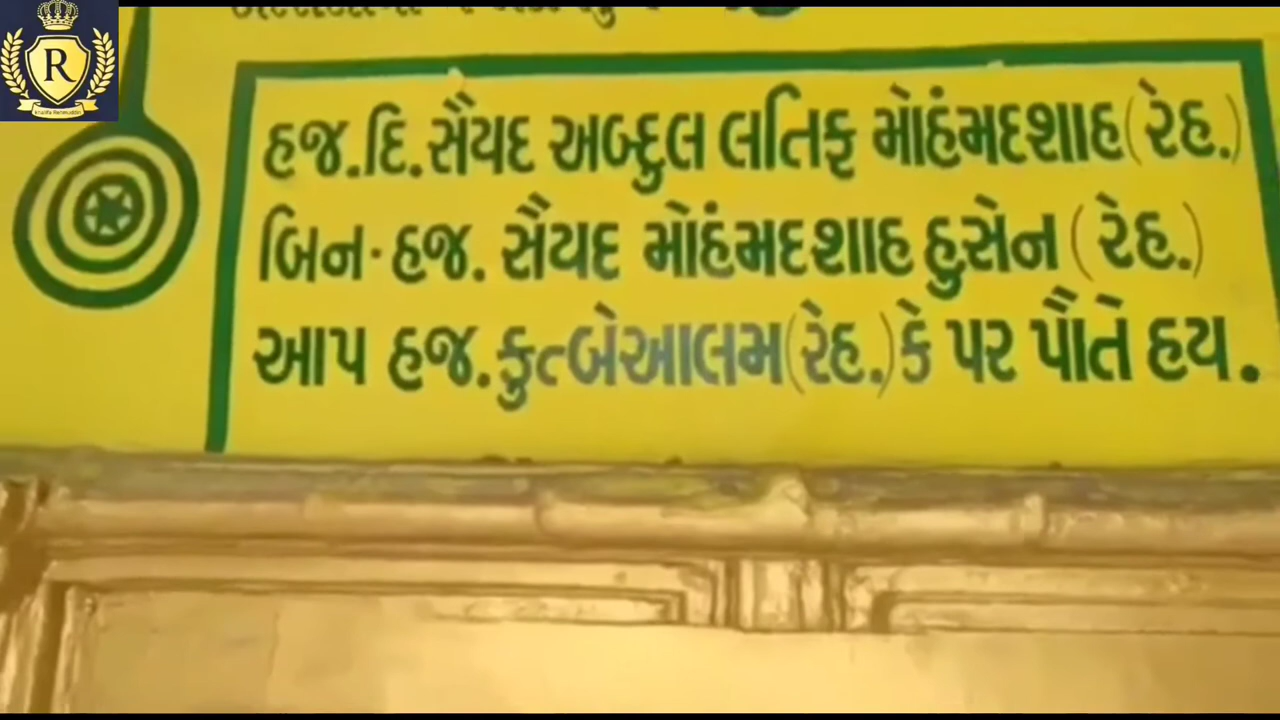 R
હજ.દિ.સૈયદ અબ્દુલ લતિફ મોહંમદશાહ(રેહ.)
બિન.હજ. સૈયદ મોહંમદશાહ હુસેન (રેહ.)
આપ હજ.કુત્બેઆલમ(રેહ.)કે પર પૌતે હય.